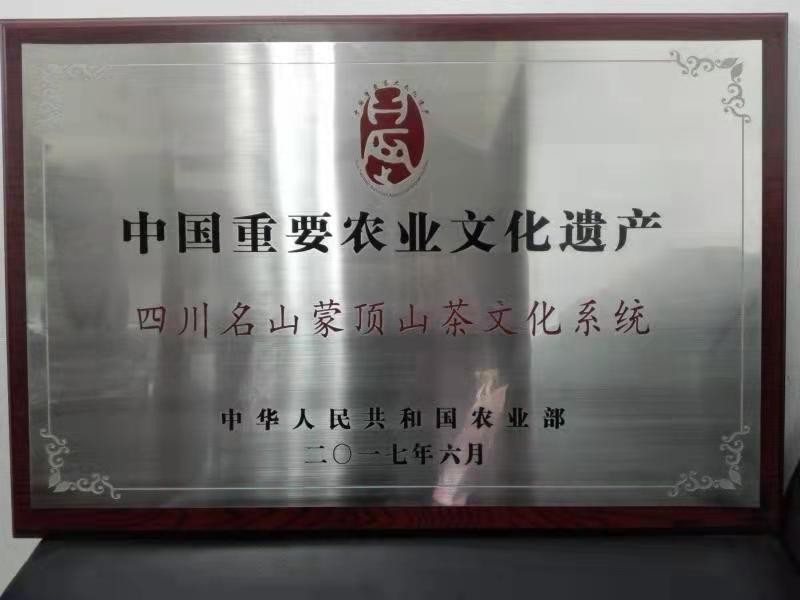 中国重要农业文化遗产
四川名山蒙顶山茶文化系统
中华人民共和国农业部
二〇一七年六月